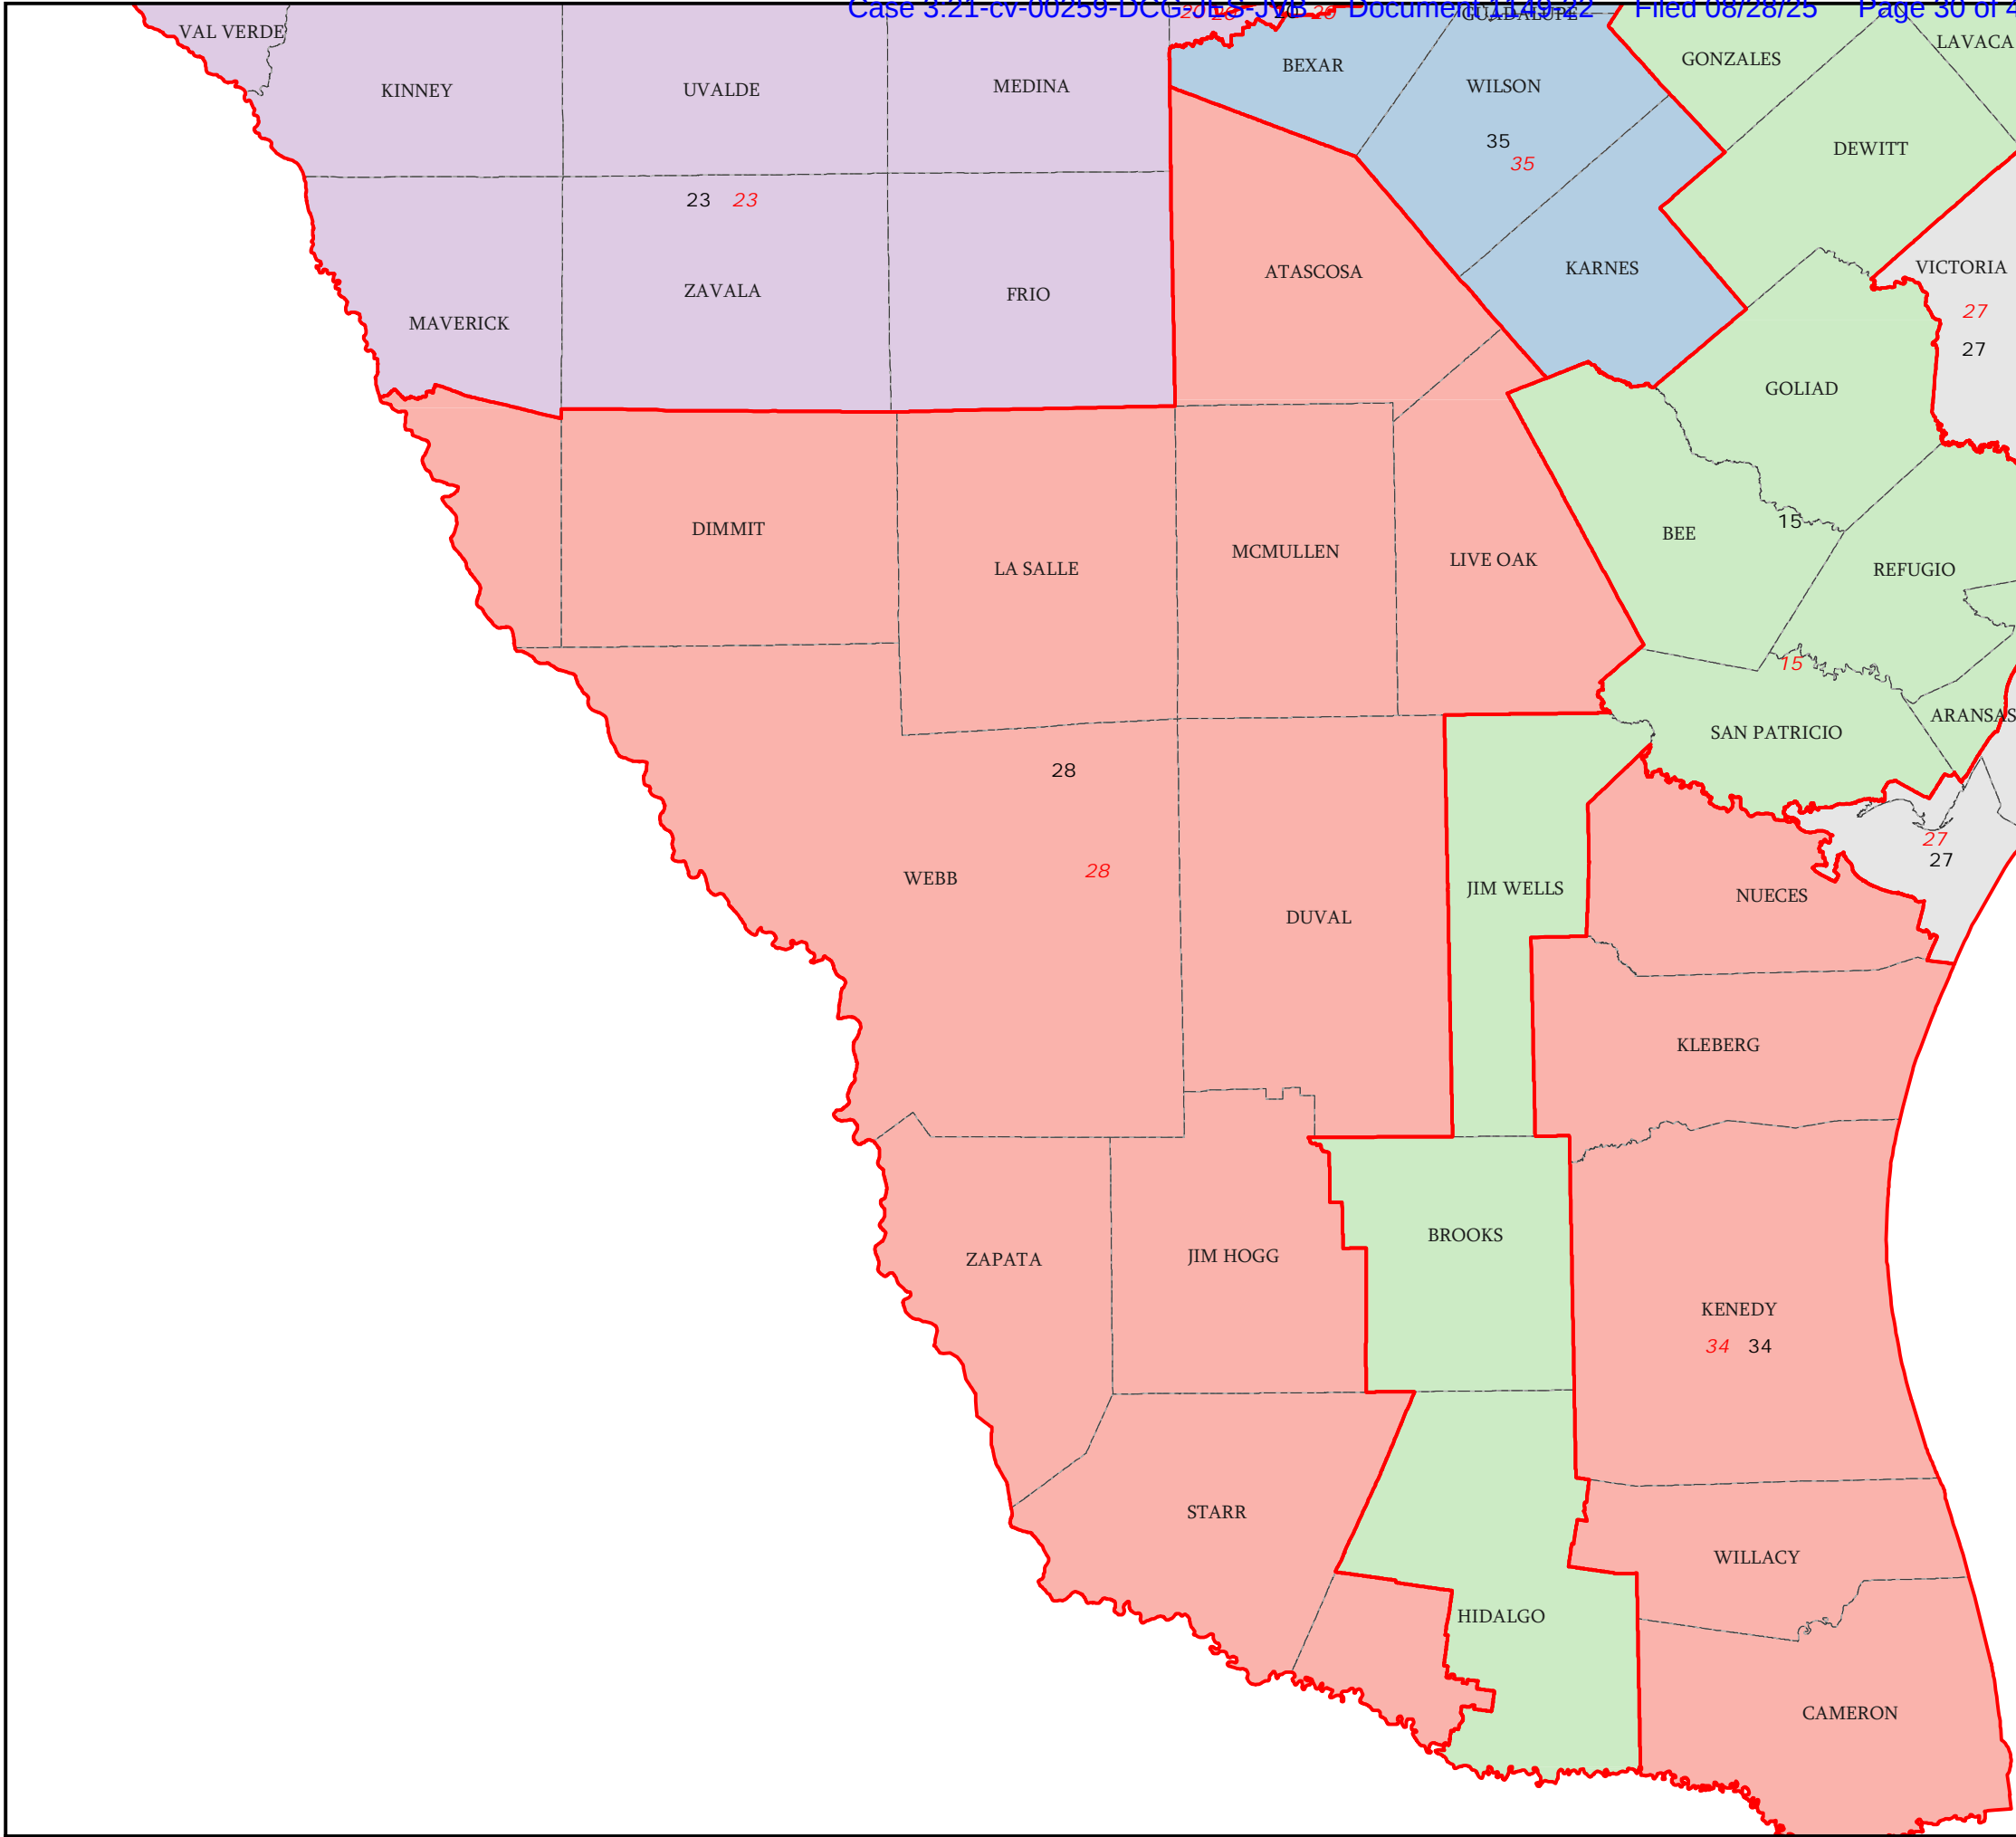 Case 3:21-cv-00259-DCG-JES-JVB Document 1149-22 Filed 08/28/25 Page 30 of 4
GUADALUPE
VAL VERDE
KINNEY
UVALDE
MEDINA
BEXAR
WILSON
35
35
GONZALES
LAVACA
DEWITT
23 23
MAVERICK
ZAVALA
FRIO
ATASCOSA
KARNES
VICTORIA
27
27
GOLIAD
DIMMIT
LA SALLE
MCMULLEN
LIVE OAK
BEE
15
REFUGIO
15
SAN PATRICIO
ARANSAS
28
WEBB
28
DUVAL
JIM WELLS
27
27
NUECES
KLEBERG
ZAPATA
JIM HOGG
BROOKS
KENEDY
34 34
STARR
WILLACY
HIDALGO
CAMERON